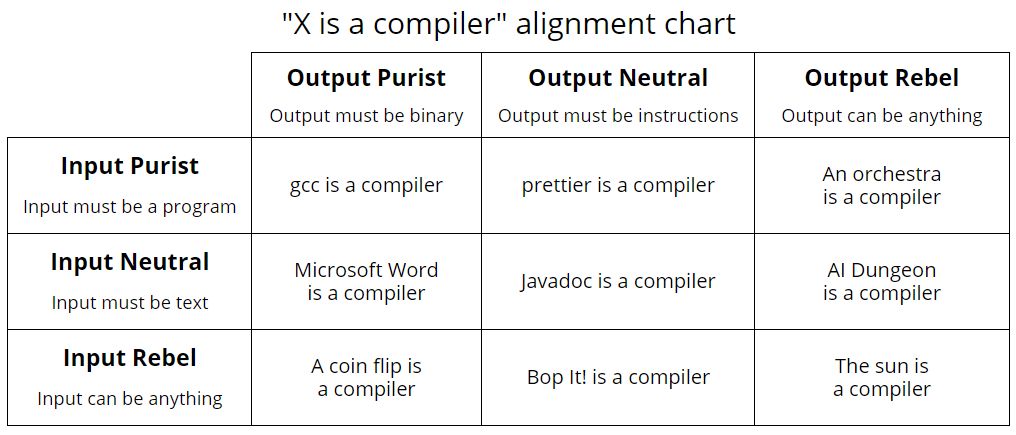 "X is a compiler" alignment chart
Output Purist
Output must be binary
Output Neutral
Output must be instructions
Output Rebel
Output can be anything
Input Purist
Input must be a program
gcc is a compiler
prettier is a compiler
An orchestra
is a compiler
Input Neutral
Input must be text
Microsoft Word
is a compiler
Javadoc is a compiler
AI Dungeon
is a compiler
Input Rebel
Input can be anything
A coin flip is
a compiler
Bop It! is a compiler
The sun is
a compiler